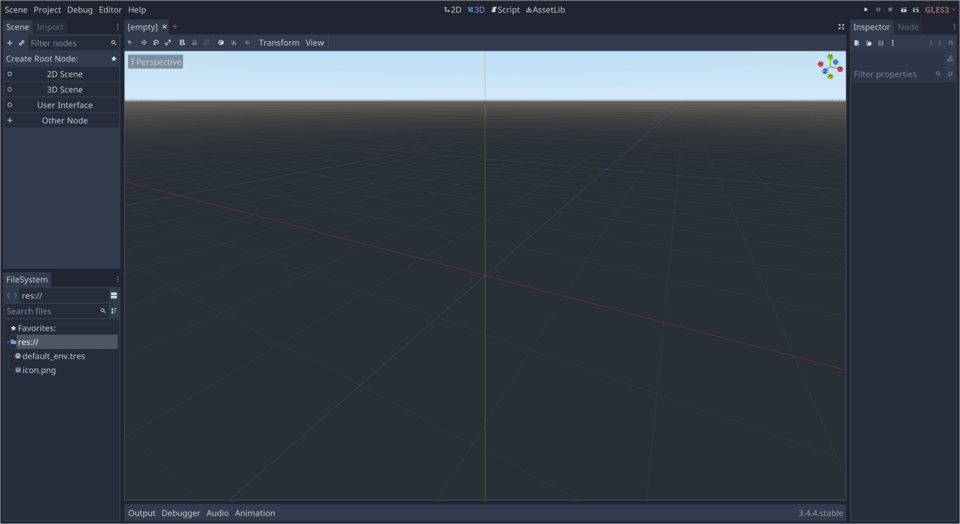 Scene Project Debug Editor Help
2D 3D Script AssetLib
GLES3
Scene Import
Filter nodes
Create Root Node:
2D Scene
3D Scene
User Interface
Other Node
FileSystem
res://
Search files
Favorites:
res://
default_env.tres
icon.png
[empty]
Transform View
Perspective
Output Debugger Audio Animation
3.4.4.stable
Inspector Node
Filter properties